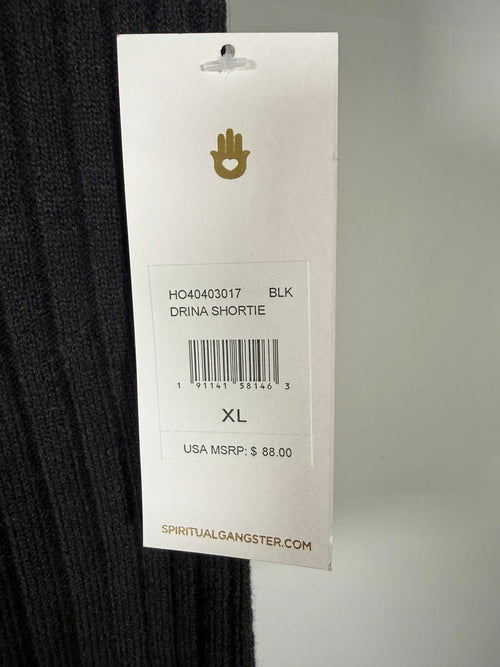 HO40403017 BLK
DRINA SHORTIE
1 91141 58146 3
XL
USA MSRP: $ 88.00
SPIRITUALGANGSTER.COM